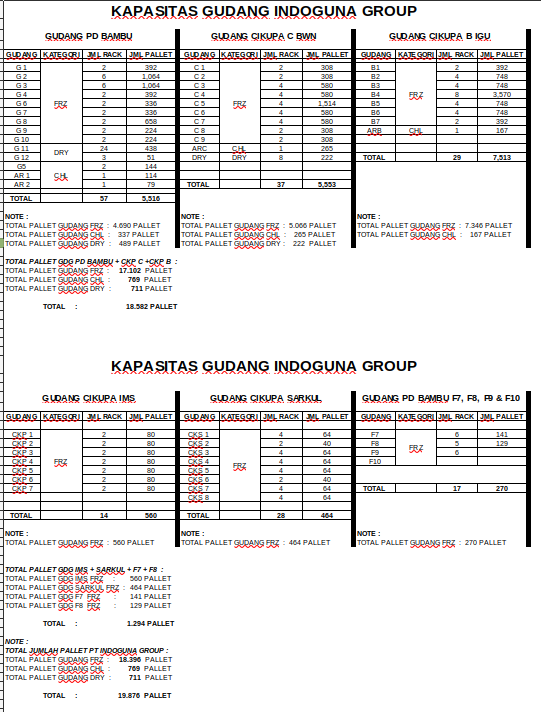 KAPASITAS GUDANG INDOGUNA GROUP
GUDANG PD BAMBU
GUDANG KATEGORI JML RACK JML PALLET
G 1 2 392
G 2 6 1,064
G 3 6 1,064
G 4 FRZ 2 392
G 6 2 336
G 7 2 336
G 8 2 658
G 9 2 224
G 10 2 224
G 11 DRY 24 438
G 12 3 51
G5 2 144
AR 1 CHL 1 114
AR 2 1 79
TOTAL 57 5,516
NOTE :
TOTAL PALLET GUDANG FRZ : 4.690 PALLET
TOTAL PALLET GUDANG CHL : 337 PALLET
TOTAL PALLET GUDANG DRY : 489 PALLET
GUDANG CIKUPA C BWN
GUDANG KATEGORI JML RACK JML PALLET
C 1 2 308
C 2 2 308
C 3 4 580
C 4 4 580
C 5 FRZ 4 1,514
C 6 4 580
C 7 4 580
C 8 2 308
C 9 2 308
ARC CHL 1 265
DRY DRY 8 222
TOTAL 37 5,553
NOTE :
TOTAL PALLET GUDANG FRZ : 5.066 PALLET
TOTAL PALLET GUDANG CHL : 265 PALLET
TOTAL PALLET GUDANG DRY : 222 PALLET
GUDANG CIKUPA B IGU
GUDANG KATEGORI JML RACK JML PALLET
B1 2 392
B2 4 748
B3 4 748
B4 FRZ 8 3,570
B5 4 748
B6 4 748
B7 2 392
ARB CHL 1 167
TOTAL 29 7,513
NOTE :
TOTAL PALLET GUDANG FRZ : 7.346 PALLET
TOTAL PALLET GUDANG CHL : 167 PALLET
TOTAL PALLET GDG PD BAMBU + CKP C +CKP B :
TOTAL PALLET GUDANG FRZ : 17.102 PALLET
TOTAL PALLET GUDANG CHL : 769 PALLET
TOTAL PALLET GUDANG DRY : 711 PALLET
TOTAL : 18.582 PALLET
KAPASITAS GUDANG INDOGUNA GROUP
GUDANG CIKUPA IMS
GUDANG KATEGORI JML RACK JML PALLET
CKP 1 2 80
CKP 2 2 80
CKP 3 2 80
CKP 4 FRZ 2 80
CKP 5 2 80
CKP 6 2 80
CKP 7 2 80
TOTAL 14 560
NOTE :
TOTAL PALLET GUDANG FRZ : 560 PALLET
GUDANG CIKUPA SARKUL
GUDANG KATEGORI JML RACK JML PALLET
CKS 1 4 64
CKS 2 2 40
CKS 3 4 64
CKS 4 FRZ 4 64
CKS 5 4 64
CKS 6 2 40
CKS 7 4 64
CKS 8 4 64
TOTAL 28 464
NOTE :
TOTAL PALLET GUDANG FRZ : 464 PALLET
GUDANG PD BAMBU F7, F8, F9 & F10
GUDANG KATEGORI JML RACK JML PALLET
F7 6 141
F8 FRZ 5 129
F9 6
F10
TOTAL 17 270
NOTE :
TOTAL PALLET GUDANG FRZ : 270 PALLET
TOTAL PALLET GDG IMS + SARKUL + F7 + F8 :
TOTAL PALLET GDG IMS FRZ : 560 PALLET
TOTAL PALLET GDG SARKUL FRZ : 464 PALLET
TOTAL PALLET GDG F7 FRZ : 141 PALLET
TOTAL PALLET GDG F8 FRZ : 129 PALLET
TOTAL : 1.294 PALLET
NOTE :
TOTAL JUMLAH PALLET PT INDOGUNA GROUP :
TOTAL PALLET GUDANG FRZ : 18.396 PALLET
TOTAL PALLET GUDANG CHL : 769 PALLET
TOTAL PALLET GUDANG DRY : 711 PALLET
TOTAL : 19.876 PALLET